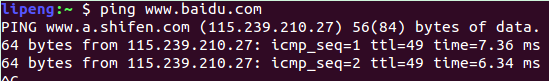 lipeng:~ $ ping www.baidu.com
PING www.a.shifen.com (115.239.210.27) 56(84) bytes of data.
64 bytes from 115.239.210.27: icmp_seq=1 ttl=49 time=7.36 ms
64 bytes from 115.239.210.27: icmp_seq=2 ttl=49 time=6.34 ms
^C